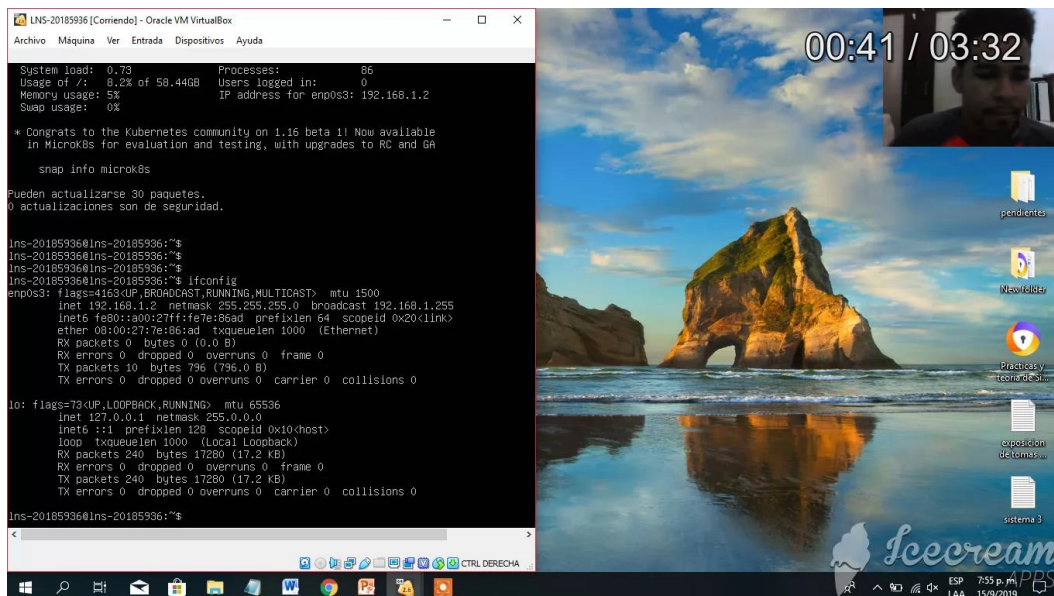 LNS-20185936 [Corriendo] - Oracle VM VirtualBox
Archivo Máquina Ver Entrada Dispositivos Ayuda
System load: 0.73 Processes: 86
Usage of /: 8.2% of 58.44GB Users logged in: 0
Memory usage: 5% IP address for enp0s3: 192.168.1.2
Swap usage: 0%
* Congrats to the Kubernetes community on 1.16 beta 1! Now available
in MicroK8s for evaluation and testing, with upgrades to RC and GA
snap info microk8s
Pueden actualizarse 30 paquetes.
0 actualizaciones son de seguridad.
lns-20185936@lns-20185936:~$
lns-20185936@lns-20185936:~$
lns-20185936@lns-20185936:~$
lns-20185936@lns-20185936:~$ ifconfig
enp0s3: flags=4163<UP,BROADCAST,RUNNING,MULTICAST> mtu 1500
inet 192.168.1.2 netmask 255.255.255.0 broadcast 192.168.1.255
inet6 fe80::a00:27ff:fe7e:86ad prefixlen 64 scopeid 0x20<link>
ether 08:00:27:7e:86:ad txqueuelen 1000 (Ethernet)
RX packets 0 bytes 0 (0.0 B)
RX errors 0 dropped 0 overruns 0 frame 0
TX packets 10 bytes 796 (796.0 B)
TX errors 0 dropped 0 overruns 0 carrier 0 collisions 0
lo: flags=73<UP,LOOPBACK,RUNNING> mtu 65536
inet 127.0.0.1 netmask 255.0.0.0
inet6 ::1 prefixlen 128 scopeid 0x10<host>
loop txqueuelen 1000 (Local Loopback)
RX packets 240 bytes 17280 (17.2 KB)
RX errors 0 dropped 0 overruns 0 frame 0
TX packets 240 bytes 17280 (17.2 KB)
TX errors 0 dropped 0 overruns 0 carrier 0 collisions 0
lns-20185936@lns-20185936:~$
CTRL DERECHA
00:41 / 03:32
pendientes
New folder
Practicas y
teoria de Si...
exposicion
de tomas ...
sistema 3
Icecream
APPS
ESP
LAA
7:55 p. m.
15/9/2019